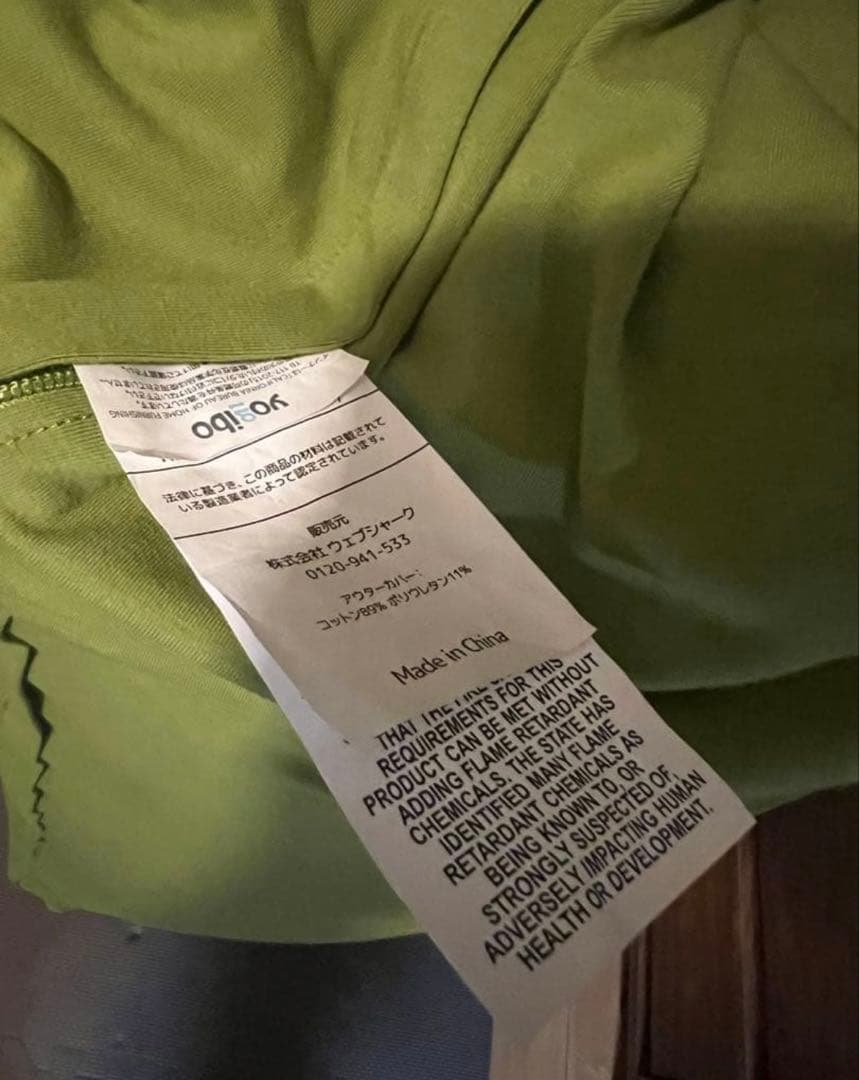 yogibo
法律に基づき、この商品の材料は記載されて
いる製造業者によって認定されています。
販売元
株式会社 ウェブシャーク
0120-941-533
アウターカバー:
コットン89% ポリウレタン11%
Made in China
THAT THE FIRE
REQUIREMENTS FOR THIS
PRODUCT CAN BE MET WITHOUT
ADDING FLAME RETARDANT
CHEMICALS. THE STATE HAS
IDENTIFIED MANY FLAME
RETARDANT CHEMICALS AS
BEING KNOWN TO, OR
STRONGLY SUSPECTED OF,
ADVERSELY IMPACTING HUMAN
HEALTH OR DEVELOPMENT.